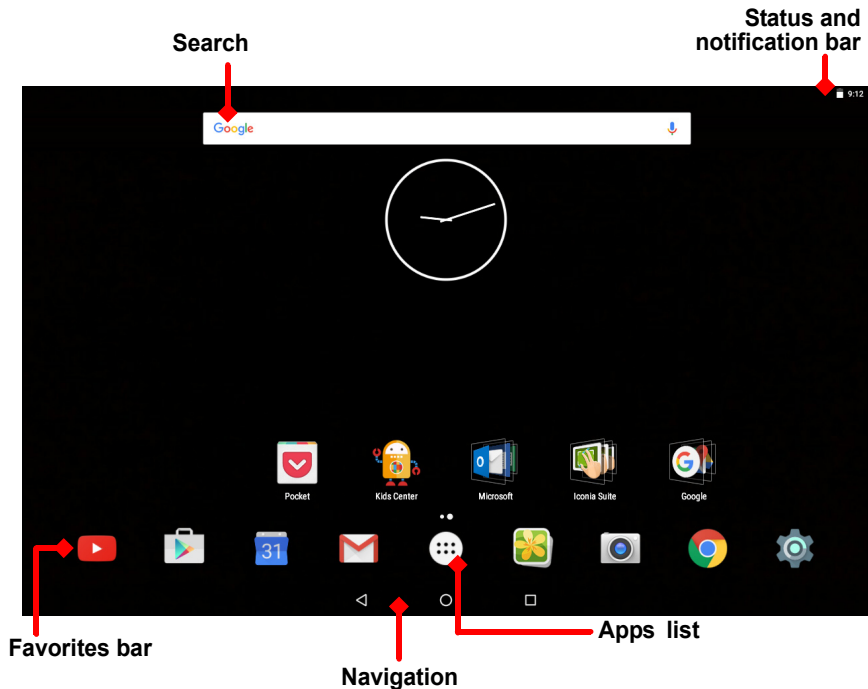 Status and
notification bar
Search
9:12
Google
Pocket
Kids Center
Microsoft
Iconia Suite
Google
31
Apps list
Favorites bar
Navigation